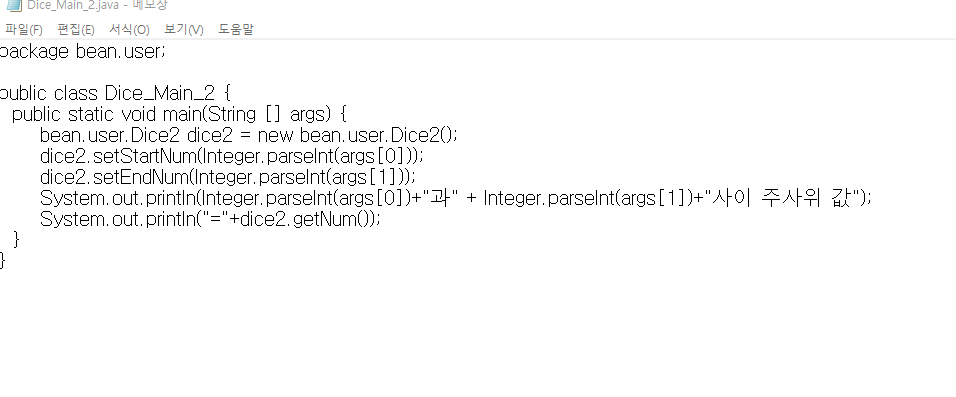 Dice_Main_2.java - 메모장
파일(F) 편집(E) 서식(O) 보기(V) 도움말
package bean.user;
public class Dice_Main_2 {
public static void main(String [] args) {
bean.user.Dice2 dice2 = new bean.user.Dice2();
dice2.setStartNum(Integer.parseInt(args[0]));
dice2.setEndNum(Integer.parseInt(args[1]));
System.out.println(Integer.parseInt(args[0])+"과" + Integer.parseInt(args[1])+"사이 주사위 값");
System.out.println("="+dice2.getNum());
}
}